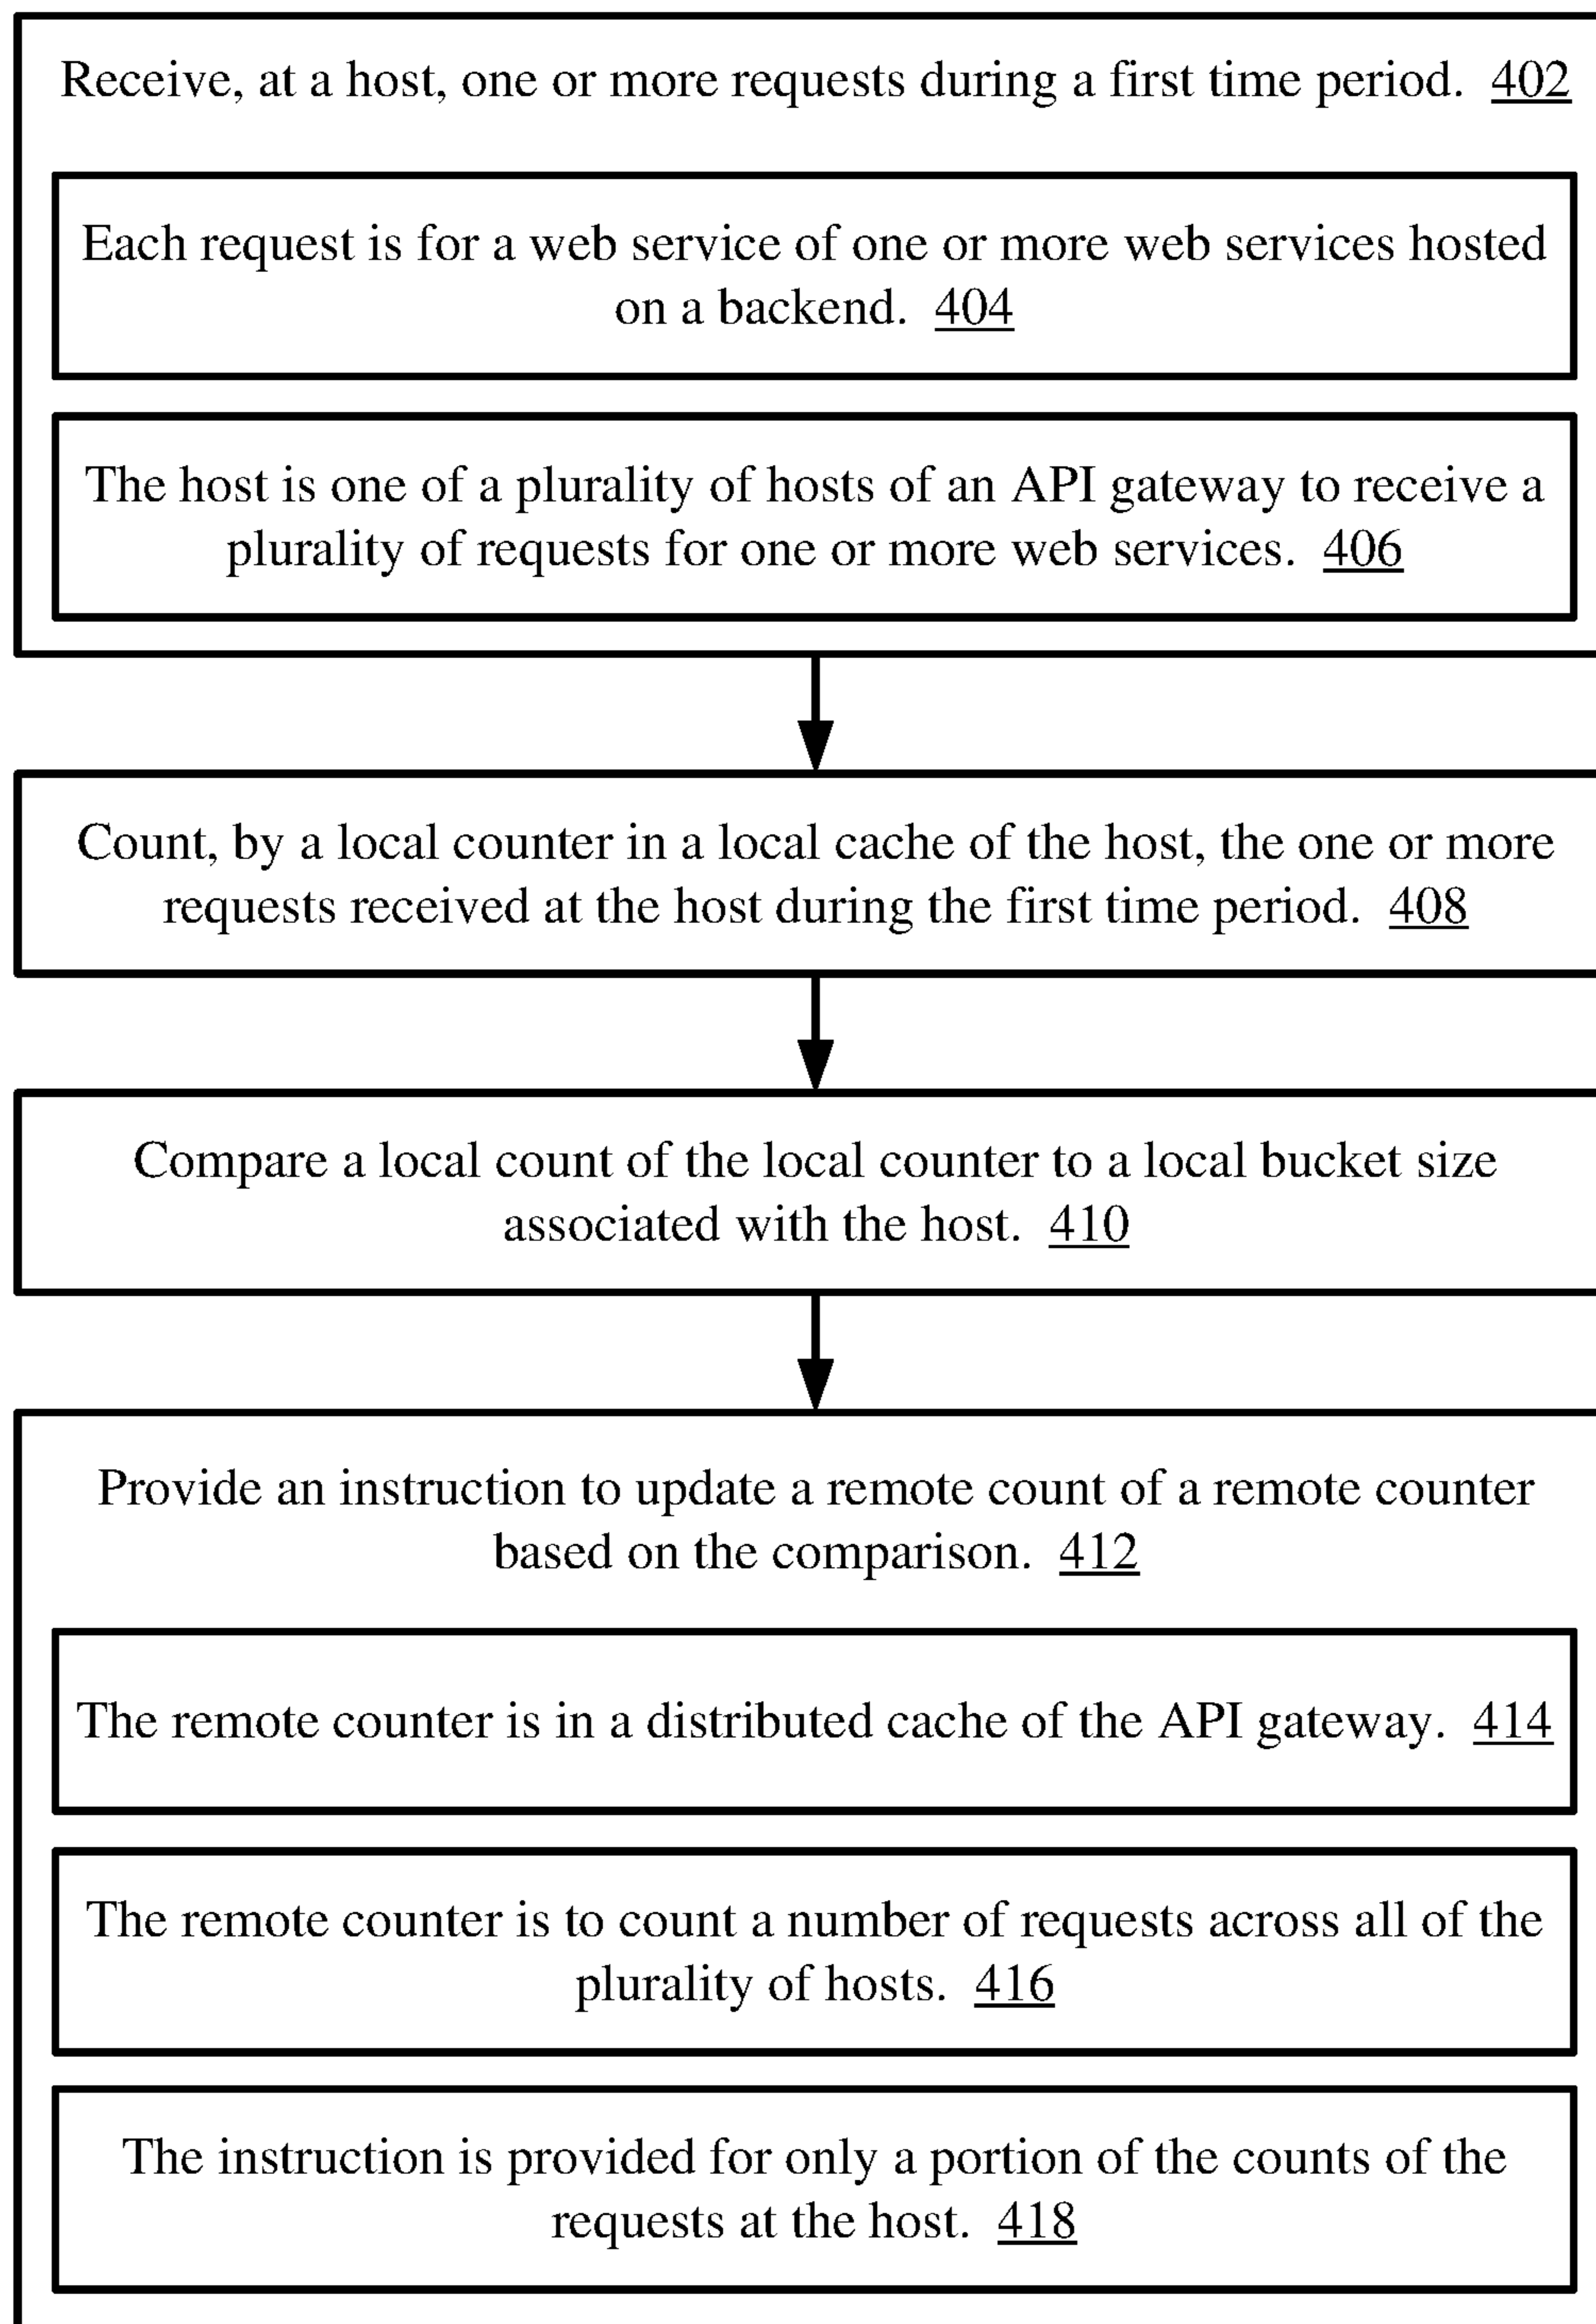 Receive, at a host, one or more requests during a first time period. 402
Each request is for a web service of one or more web services hosted
on a backend. 404
The host is one of a plurality of hosts of an API gateway to receive a
plurality of requests for one or more web services. 406
Count, by a local counter in a local cache of the host, the one or more
requests received at the host during the first time period. 408
Compare a local count of the local counter to a local bucket size
associated with the host. 410
Provide an instruction to update a remote count of a remote counter
based on the comparison. 412
The remote counter is in a distributed cache of the API gateway. 414
The remote counter is to count a number of requests across all of the
plurality of hosts. 416
The instruction is provided for only a portion of the counts of the
requests at the host. 418